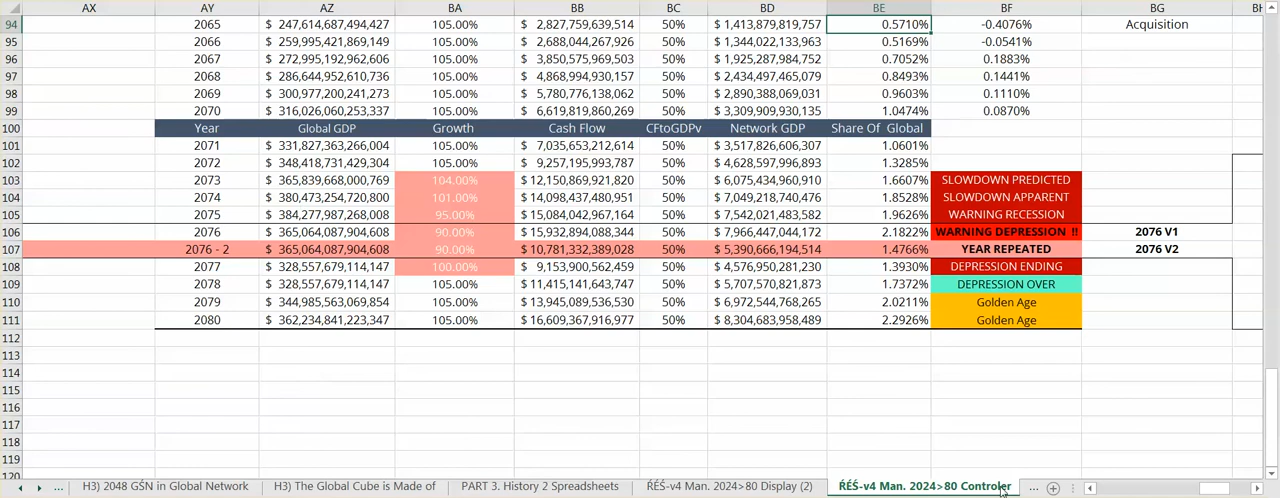 AX AY AZ BA BB BC BD BE BF BG BH
94 2065 $ 247,614,687,494,427 105.00% $ 2,827,759,639,514 50% $ 1,413,879,819,757 0.5710% -0.4076% Acquisition
95 2066 $ 259,995,421,869,149 105.00% $ 2,688,044,267,926 50% $ 1,344,022,133,963 0.5169% -0.0541%
96 2067 $ 272,995,192,962,606 105.00% $ 3,850,575,969,503 50% $ 1,925,287,984,752 0.7052% 0.1883%
97 2068 $ 286,644,952,610,736 105.00% $ 4,868,994,930,157 50% $ 2,434,497,465,079 0.8493% 0.1441%
98 2069 $ 300,977,200,241,273 105.00% $ 5,780,776,138,062 50% $ 2,890,388,069,031 0.9603% 0.1110%
99 2070 $ 316,026,060,253,337 105.00% $ 6,619,819,860,269 50% $ 3,309,909,930,135 1.0474% 0.0870%
100 Year Global GDP Growth Cash Flow CFtoGDPv Network GDP Share Of Global
101 2071 $ 331,827,363,266,004 105.00% $ 7,035,653,212,614 50% $ 3,517,826,606,307 1.0601%
102 2072 $ 348,418,731,429,304 105.00% $ 9,257,195,993,787 50% $ 4,628,597,996,893 1.3285%
103 2073 $ 365,839,668,000,769 104.00% $ 12,150,869,921,820 50% $ 6,075,434,960,910 1.6607% SLOWDOWN PREDICTED
104 2074 $ 380,473,254,720,800 101.00% $ 14,098,437,480,951 50% $ 7,049,218,740,476 1.8528% SLOWDOWN APPARENT
105 2075 $ 384,277,987,268,008 95.00% $ 15,084,042,967,164 50% $ 7,542,021,483,582 1.9626% WARNING RECESSION
106 2076 $ 365,064,087,904,608 90.00% $ 15,932,894,088,344 50% $ 7,966,447,044,172 2.1822% WARNING DEPRESSION !! 2076 V1
107 2076 - 2 $ 365,064,087,904,608 90.00% $ 10,781,332,389,028 50% $ 5,390,666,194,514 1.4766% YEAR REPEATED 2076 V2
108 2077 $ 328,557,679,114,147 100.00% $ 9,153,900,562,459 50% $ 4,576,950,281,230 1.3930% DEPRESSION ENDING
109 2078 $ 328,557,679,114,147 105.00% $ 11,415,141,643,747 50% $ 5,707,570,821,873 1.7372% DEPRESSION OVER
110 2079 $ 344,985,563,069,854 105.00% $ 13,945,089,536,530 50% $ 6,972,544,768,265 2.0211% Golden Age
111 2080 $ 362,234,841,223,347 105.00% $ 16,609,367,916,977 50% $ 8,304,683,958,489 2.2926% Golden Age
112
113
114
115
116
117
118
119
120
... H3) 2048 GŚN in Global Network H3) The Global Cube is Made of PART 3. History 2 Spreadsheets ŔÉŚ-v4 Man. 2024>80 Display (2) ŔÉŚ-v4 Man. 2024>80 Controler ...